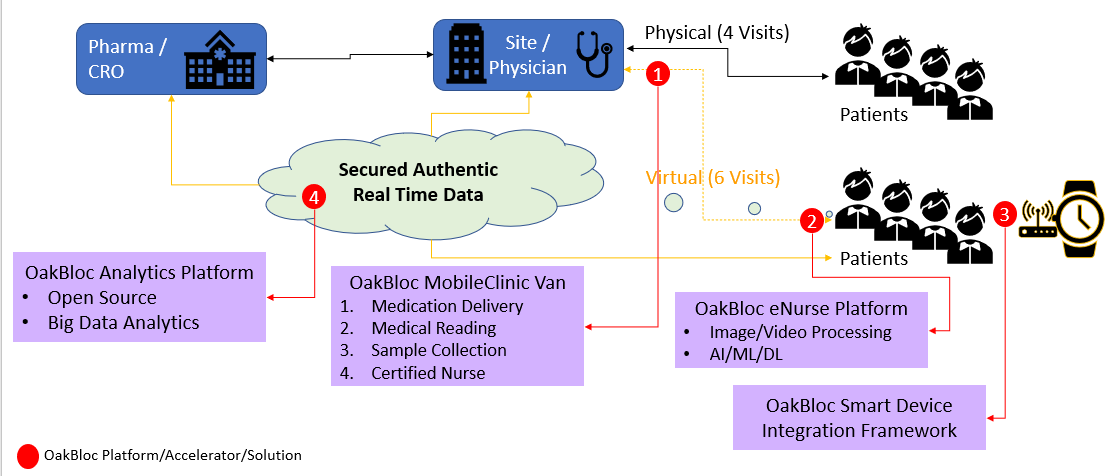 Pharma /
CRO
Site /
Physician
Physical (4 Visits)
1
Patients
Secured Authentic
Real Time Data
4
Virtual (6 Visits)
2
3
Patients
OakBloc Analytics Platform
• Open Source
• Big Data Analytics
OakBloc MobileClinic Van
1. Medication Delivery
2. Medical Reading
3. Sample Collection
4. Certified Nurse
OakBloc eNurse Platform
• Image/Video Processing
• AI/ML/DL
OakBloc Smart Device
Integration Framework
OakBloc Platform/Accelerator/Solution